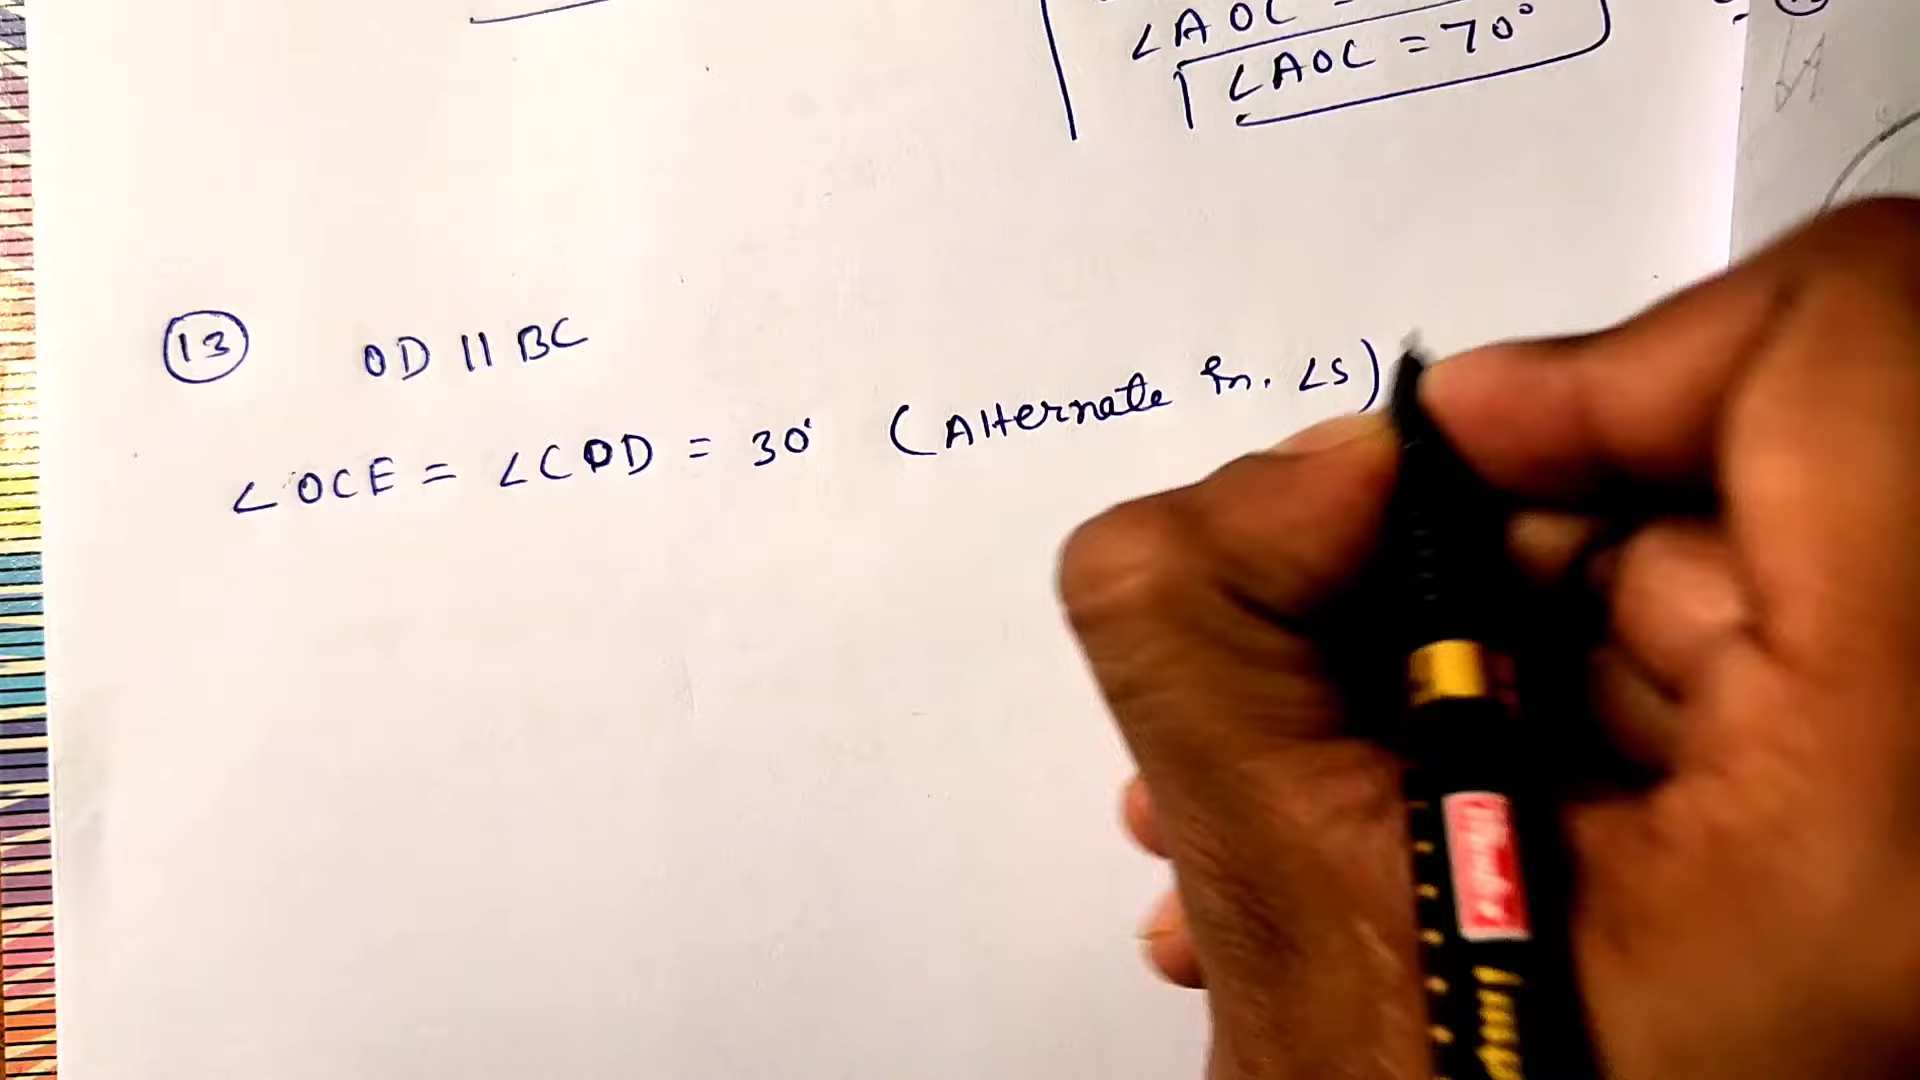 ∠AOC =
∠AOC = 70°
13 OD || BC
∠OCE = ∠COD = 30° (Alternate In. ∠s)